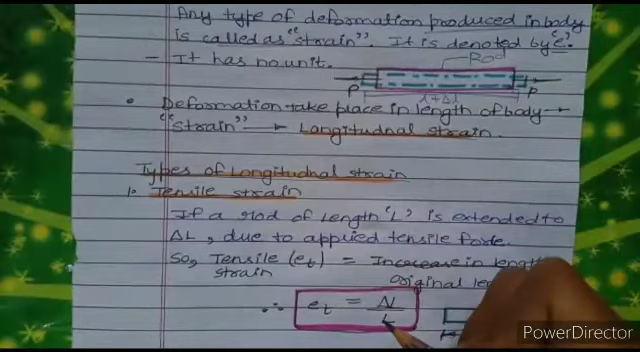 Any type of deformation produced in body
is called as "strain". It is denoted by 'e'.
- It has no unit.
Rod
P P
l + Δl
• Deformation take place in length of body →
"strain" → Longitudnal strain.
Types of Longitudnal strain
1. Tensile strain
If a rod of length 'L' is extended to
ΔL, due to applied tensile force.
So, Tensile (et) = Increase in length
strain original
∴ et = Δl
L
PowerDirector